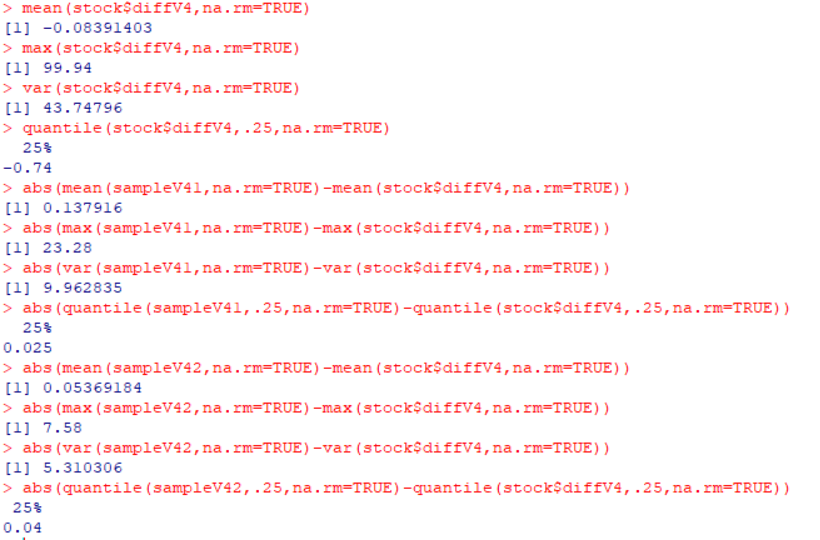 > mean(stock$diffV4,na.rm=TRUE)
[1] -0.08391403
> max(stock$diffV4,na.rm=TRUE)
[1] 99.94
> var(stock$diffV4,na.rm=TRUE)
[1] 43.74796
> quantile(stock$diffV4,.25,na.rm=TRUE)
  25%
-0.74
> abs(mean(sampleV41,na.rm=TRUE)-mean(stock$diffV4,na.rm=TRUE))
[1] 0.137916
> abs(max(sampleV41,na.rm=TRUE)-max(stock$diffV4,na.rm=TRUE))
[1] 23.28
> abs(var(sampleV41,na.rm=TRUE)-var(stock$diffV4,na.rm=TRUE))
[1] 9.962835
> abs(quantile(sampleV41,.25,na.rm=TRUE)-quantile(stock$diffV4,.25,na.rm=TRUE))
  25%
0.025
> abs(mean(sampleV42,na.rm=TRUE)-mean(stock$diffV4,na.rm=TRUE))
[1] 0.05369184
> abs(max(sampleV42,na.rm=TRUE)-max(stock$diffV4,na.rm=TRUE))
[1] 7.58
> abs(var(sampleV42,na.rm=TRUE)-var(stock$diffV4,na.rm=TRUE))
[1] 5.310306
> abs(quantile(sampleV42,.25,na.rm=TRUE)-quantile(stock$diffV4,.25,na.rm=TRUE))
 25%
0.04